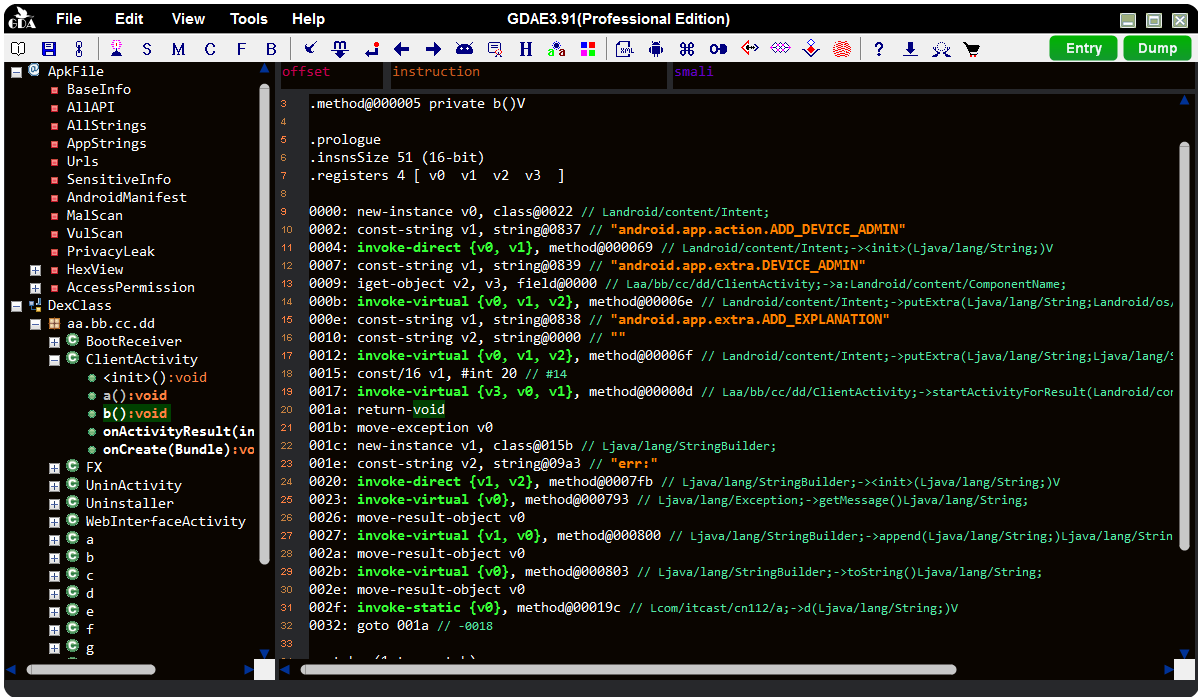 GDA File Edit View Tools Help GDAE3.91(Professional Edition)
S M C F B H a*a XML ? Entry Dump
ApkFile
BaseInfo
AllAPI
AllStrings
AppStrings
Urls
SensitiveInfo
AndroidManifest
MalScan
VulScan
PrivacyLeak
HexView
AccessPermission
DexClass
aa.bb.cc.dd
BootReceiver
ClientActivity
<init>():void
a():void
b():void
onActivityResult(in
onCreate(Bundle):vo
FX
UninActivity
Uninstaller
WebInterfaceActivity
a
b
c
d
e
f
g
offset instruction smali
3 .method@000005 private b()V
4
5 .prologue
6 .insnsSize 51 (16-bit)
7 .registers 4 [ v0 v1 v2 v3 ]
8
9 0000: new-instance v0, class@0022 // Landroid/content/Intent;
10 0002: const-string v1, string@0837 // "android.app.action.ADD_DEVICE_ADMIN"
11 0004: invoke-direct {v0, v1}, method@000069 // Landroid/content/Intent;-><init>(Ljava/lang/String;)V
12 0007: const-string v1, string@0839 // "android.app.extra.DEVICE_ADMIN"
13 0009: iget-object v2, v3, field@0000 // Laa/bb/cc/dd/ClientActivity;->a:Landroid/content/ComponentName;
14 000b: invoke-virtual {v0, v1, v2}, method@00006e // Landroid/content/Intent;->putExtra(Ljava/lang/String;Landroid/os/
15 000e: const-string v1, string@0838 // "android.app.extra.ADD_EXPLANATION"
16 0010: const-string v2, string@0000 // ""
17 0012: invoke-virtual {v0, v1, v2}, method@00006f // Landroid/content/Intent;->putExtra(Ljava/lang/String;Ljava/lang/S
18 0015: const/16 v1, #int 20 // #14
19 0017: invoke-virtual {v3, v0, v1}, method@00000d // Laa/bb/cc/dd/ClientActivity;->startActivityForResult(Landroid/con
20 001a: return-void
21 001b: move-exception v0
22 001c: new-instance v1, class@015b // Ljava/lang/StringBuilder;
23 001e: const-string v2, string@09a3 // "err:"
24 0020: invoke-direct {v1, v2}, method@0007fb // Ljava/lang/StringBuilder;-><init>(Ljava/lang/String;)V
25 0023: invoke-virtual {v0}, method@000793 // Ljava/lang/Exception;->getMessage()Ljava/lang/String;
26 0026: move-result-object v0
27 0027: invoke-virtual {v1, v0}, method@000800 // Ljava/lang/StringBuilder;->append(Ljava/lang/String;)Ljava/lang/Strin
28 002a: move-result-object v0
29 002b: invoke-virtual {v0}, method@000803 // Ljava/lang/StringBuilder;->toString()Ljava/lang/String;
30 002e: move-result-object v0
31 002f: invoke-static {v0}, method@00019c // Lcom/itcast/cn112/a;->d(Ljava/lang/String;)V
32 0032: goto 001a // -0018
33